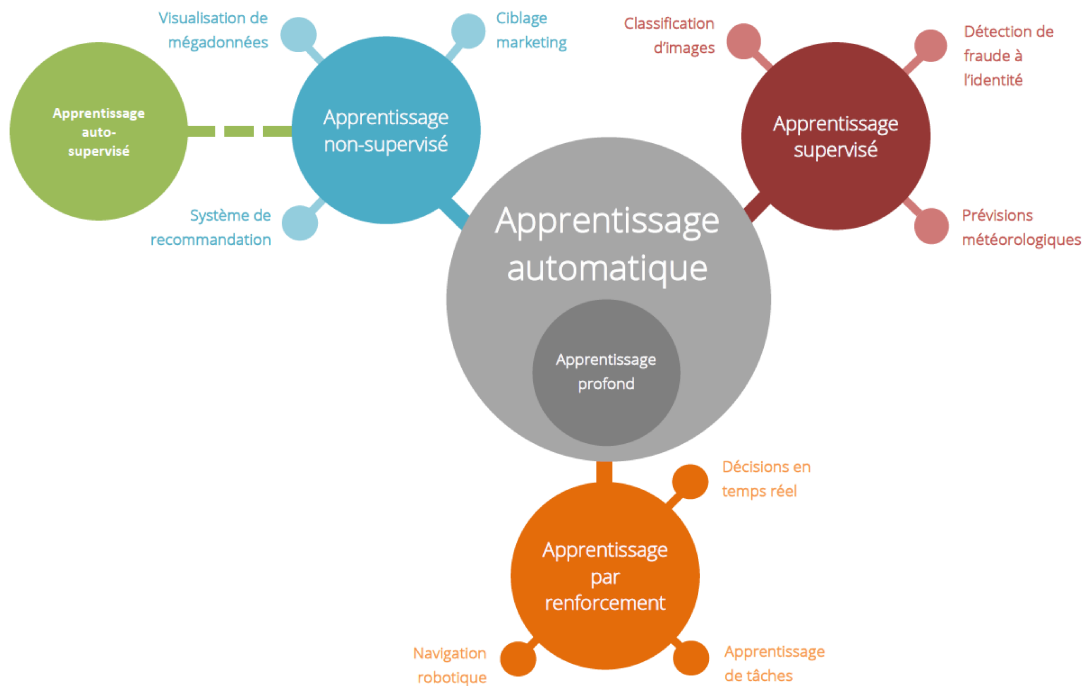 Visualisation de
mégadonnées
Ciblage
marketing
Apprentissage
auto-
supervisé
Apprentissage
non-supervisé
Système de
recommandation
Classification
d’images
Détection de
fraude à
l’identité
Apprentissage
supervisé
Prévisions
météorologiques
Apprentissage
automatique
Apprentissage
profond
Décisions en
temps réel
Apprentissage
par
renforcement
Navigation
robotique
Apprentissage
de tâches